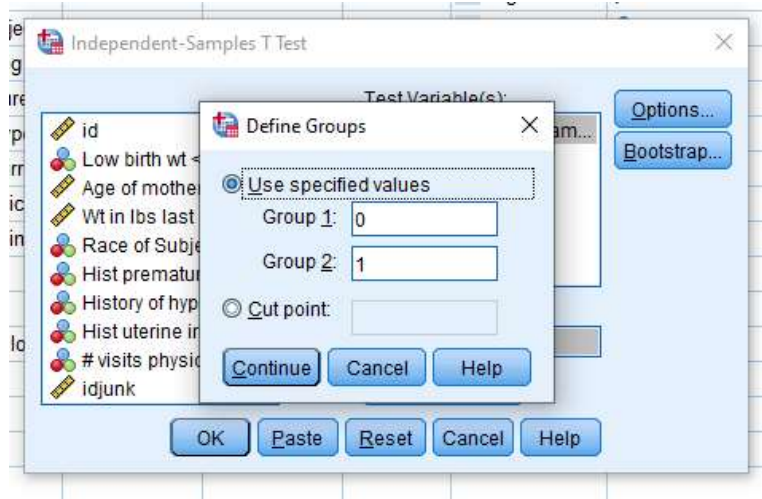 Independent-Samples T Test
Test Variable(s):
id
Low birth wt <
Age of mother
Wt in lbs last
Race of Subje
Hist prematur
History of hyp
Hist uterine in
# visits physic
idjunk
am...
Options...
Bootstrap...
Define Groups
Use specified values
Group 1: 0
Group 2: 1
Cut point:
Continue Cancel Help
OK Paste Reset Cancel Help